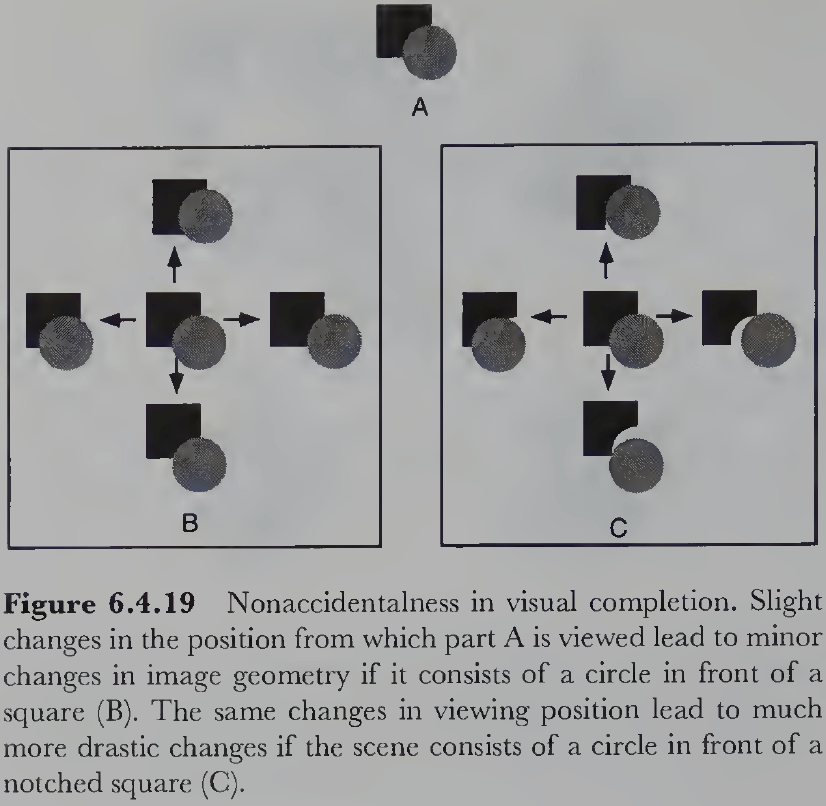 A
B
C
Figure 6.4.19 Nonaccidentalness in visual completion. Slight
changes in the position from which part A is viewed lead to minor
changes in image geometry if it consists of a circle in front of a
square (B). The same changes in viewing position lead to much
more drastic changes if the scene consists of a circle in front of a
notched square (C).